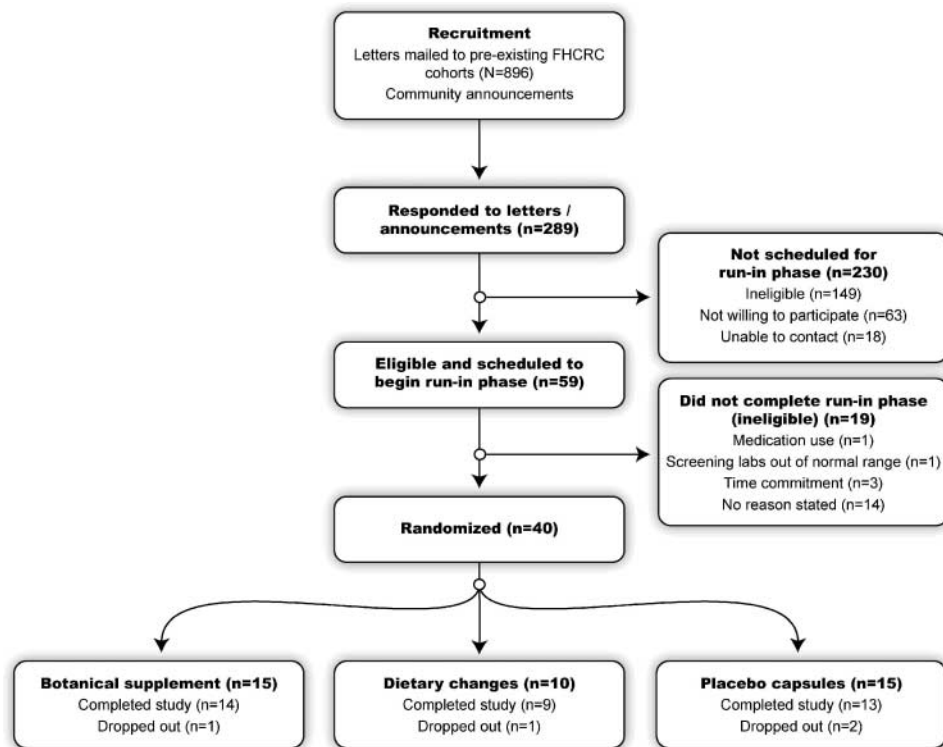 Recruitment
Letters mailed to pre-existing FHCRC
cohorts (N=896)
Community announcements
Responded to letters /
announcements (n=289)
Not scheduled for
run-in phase (n=230)
Ineligible (n=149)
Not willing to participate (n=63)
Unable to contact (n=18)
Eligible and scheduled to
begin run-in phase (n=59)
Did not complete run-in phase
(ineligible) (n=19)
Medication use (n=1)
Screening labs out of normal range (n=1)
Time commitment (n=3)
No reason stated (n=14)
Randomized (n=40)
Botanical supplement (n=15)
Completed study (n=14)
Dropped out (n=1)
Dietary changes (n=10)
Completed study (n=9)
Dropped out (n=1)
Placebo capsules (n=15)
Completed study (n=13)
Dropped out (n=2)